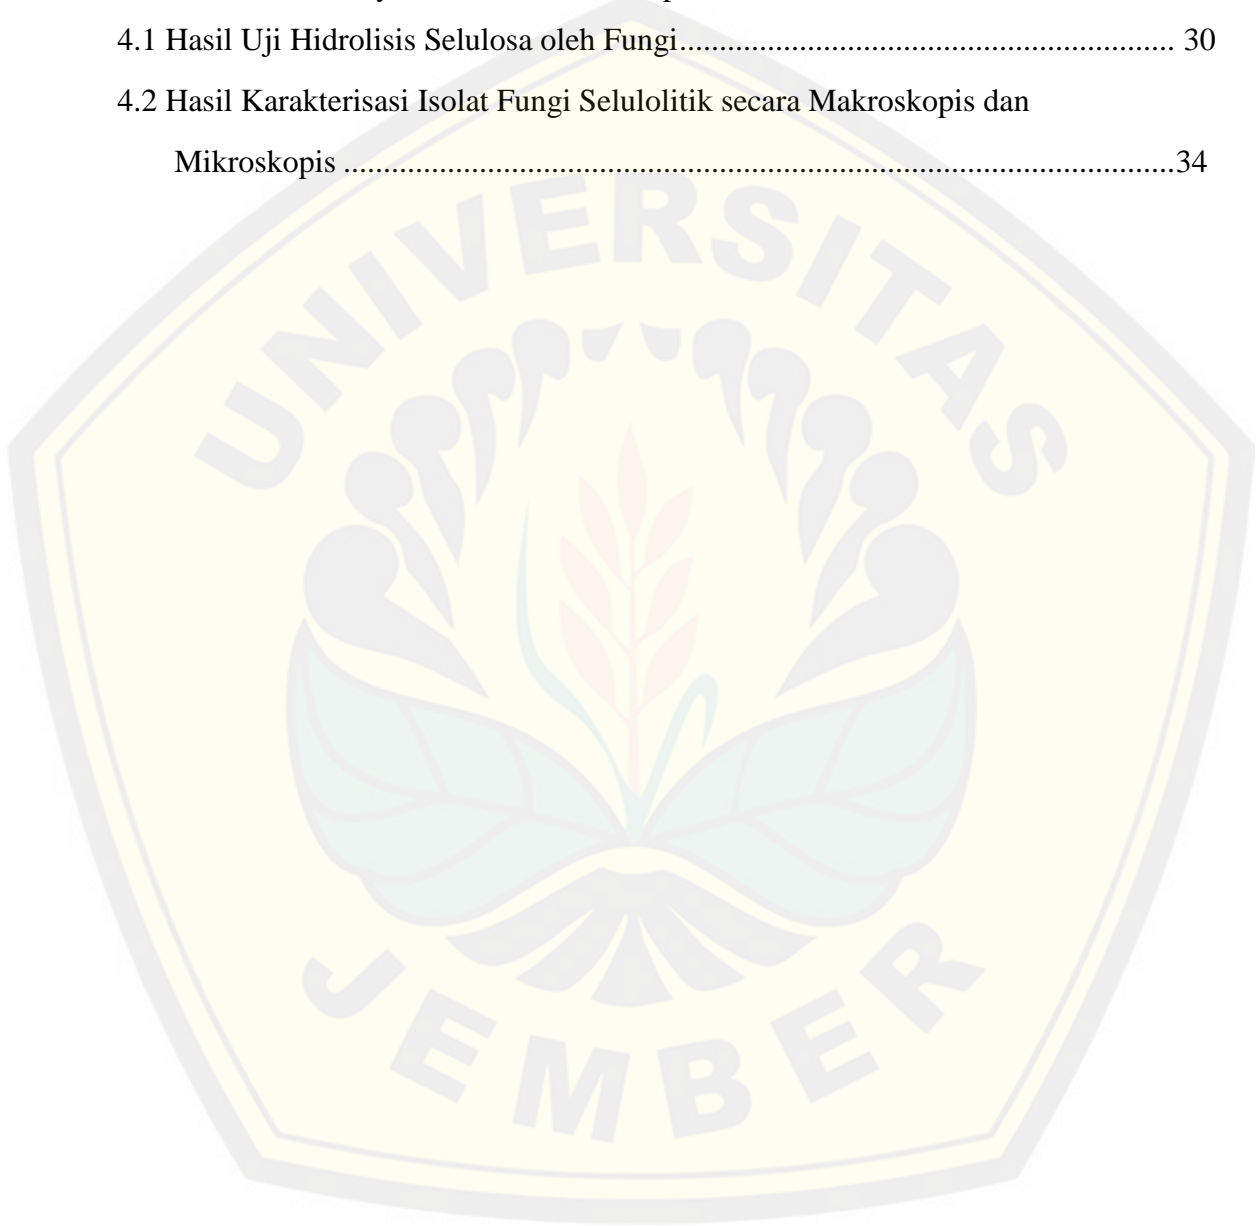 4.1 Hasil Uji Hidrolisis Selulosa oleh Fungi.............................................................. 30
4.2 Hasil Karakterisasi Isolat Fungi Selulolitik secara Makroskopis dan
Mikroskopis ........................................................................................................34
UNIVERSITAS
JEMBER